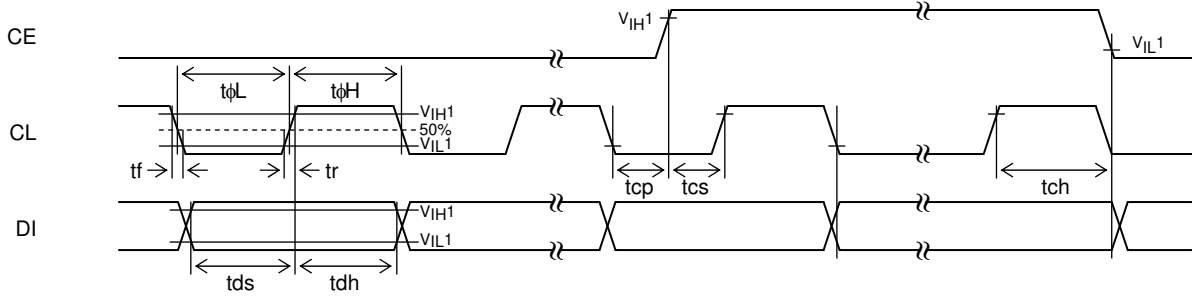 CE
VIH1
VIL1
tϕL
tϕH
CL
VIH1
50%
VIL1
tf
tr
tcp
tcs
tch
DI
VIH1
VIL1
tds
tdh